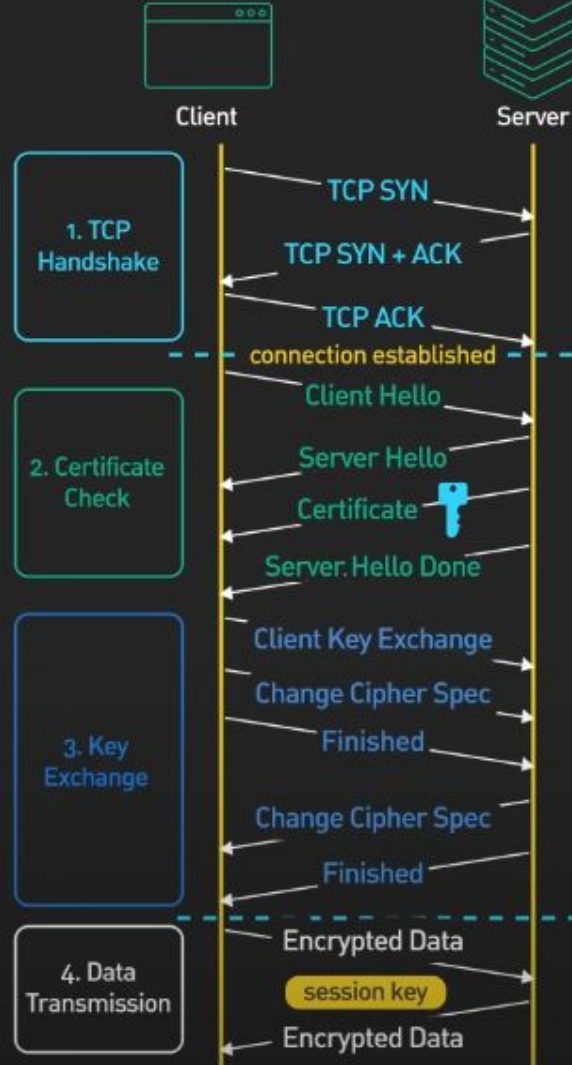 Client
Server
1. TCP
Handshake
TCP SYN
TCP SYN + ACK
TCP ACK
connection established
2. Certificate
Check
Client Hello
Server Hello
Certificate
Server.Hello Done
3. Key
Exchange
Client Key Exchange
Change Cipher Spec
Finished
Change Cipher Spec
Finished
4. Data
Transmission
Encrypted Data
session key
Encrypted Data